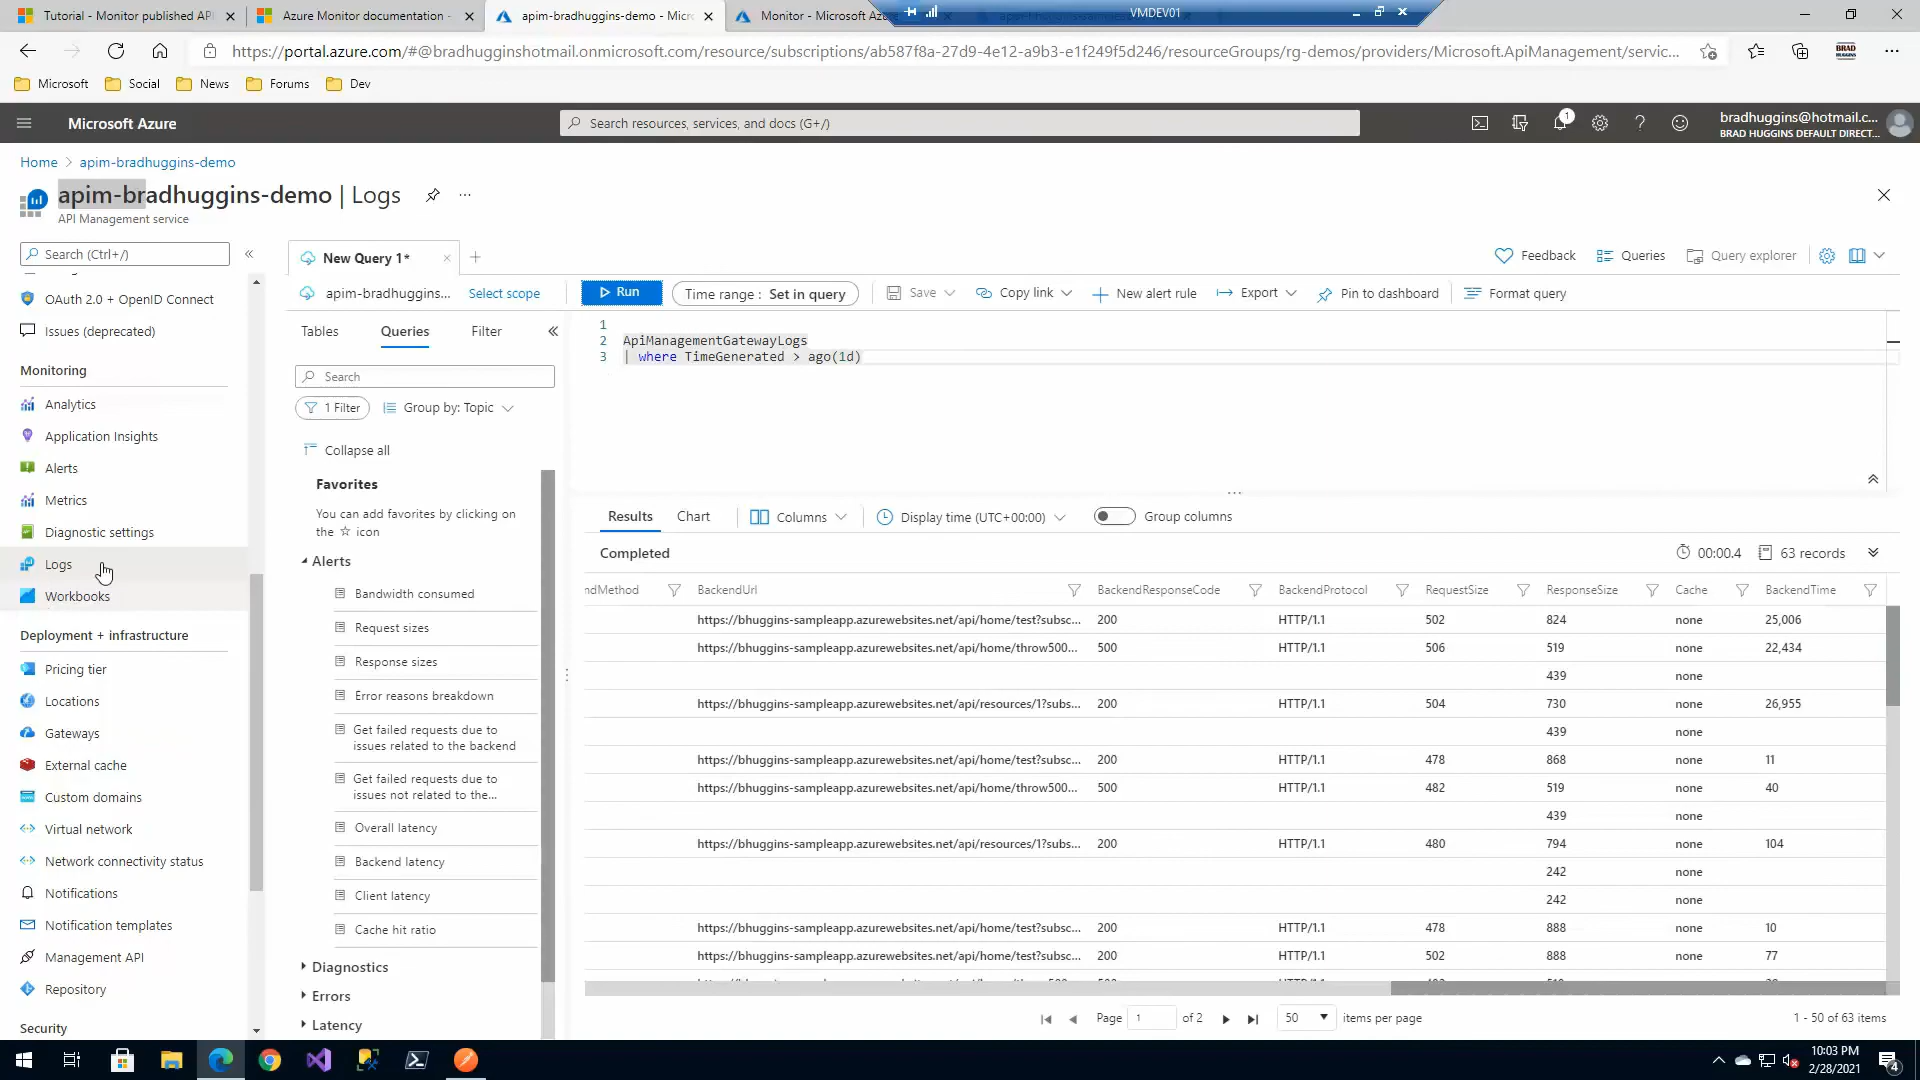 Tutorial - Monitor published API
Azure Monitor documentation -
apim-bradhuggins-demo - Micr
Monitor - Microsoft Az
VMDEV01
https://portal.azure.com/#@bradhugginshotmail.onmicrosoft.com/resource/subscriptions/ab587f8a-27d9-4e12-a9b3-e1f249f5d246/resourceGroups/rg-demos/providers/Microsoft.ApiManagement/servic...
BRAD HUGGINS
Microsoft
Social
News
Forums
Dev
Microsoft Azure
Search resources, services, and docs (G+/)
1
bradhuggins@hotmail.c...
BRAD HUGGINS DEFAULT DIRECT...
Home > apim-bradhuggins-demo
apim-bradhuggins-demo | Logs
API Management service
Search (Ctrl+/)
OAuth 2.0 + OpenID Connect
Issues (deprecated)
Monitoring
Analytics
Application Insights
Alerts
Metrics
Diagnostic settings
Logs
Workbooks
Deployment + infrastructure
Pricing tier
Locations
Gateways
External cache
Custom domains
Virtual network
Network connectivity status
Notifications
Notification templates
Management API
Repository
Security
New Query 1*
Feedback
Queries
Query explorer
apim-bradhuggins...
Select scope
Run
Time range : Set in query
Save
Copy link
New alert rule
Export
Pin to dashboard
Format query
Tables
Queries
Filter
Search
1 Filter
Group by: Topic
Collapse all
Favorites
You can add favorites by clicking on
the ☆ icon
Alerts
Bandwidth consumed
Request sizes
Response sizes
Error reasons breakdown
Get failed requests due to
issues related to the backend
Get failed requests due to
issues not related to the...
Overall latency
Backend latency
Client latency
Cache hit ratio
Diagnostics
Errors
Latency
1
2 ApiManagementGatewayLogs
3 | where TimeGenerated > ago(1d)
Results
Chart
Columns
Display time (UTC+00:00)
Group columns
Completed
00:00.4
63 records
ndMethod BackendUrl BackendResponseCode BackendProtocol RequestSize ResponseSize Cache BackendTime
https://bhuggins-sampleapp.azurewebsites.net/api/home/test?subsc... 200 HTTP/1.1 502 824 none 25,006
https://bhuggins-sampleapp.azurewebsites.net/api/home/throw500... 500 HTTP/1.1 506 519 none 22,434
439 none
https://bhuggins-sampleapp.azurewebsites.net/api/resources/1?subs... 200 HTTP/1.1 504 730 none 26,955
439 none
https://bhuggins-sampleapp.azurewebsites.net/api/home/test?subsc... 200 HTTP/1.1 478 868 none 11
https://bhuggins-sampleapp.azurewebsites.net/api/home/throw500... 500 HTTP/1.1 482 519 none 40
439 none
https://bhuggins-sampleapp.azurewebsites.net/api/resources/1?subs... 200 HTTP/1.1 480 794 none 104
242 none
242 none
https://bhuggins-sampleapp.azurewebsites.net/api/home/test?subsc... 200 HTTP/1.1 478 888 none 10
https://bhuggins-sampleapp.azurewebsites.net/api/home/test?subsc... 200 HTTP/1.1 502 888 none 77
Page 1 of 2
50 items per page
1 - 50 of 63 items
10:03 PM
2/28/2021
4